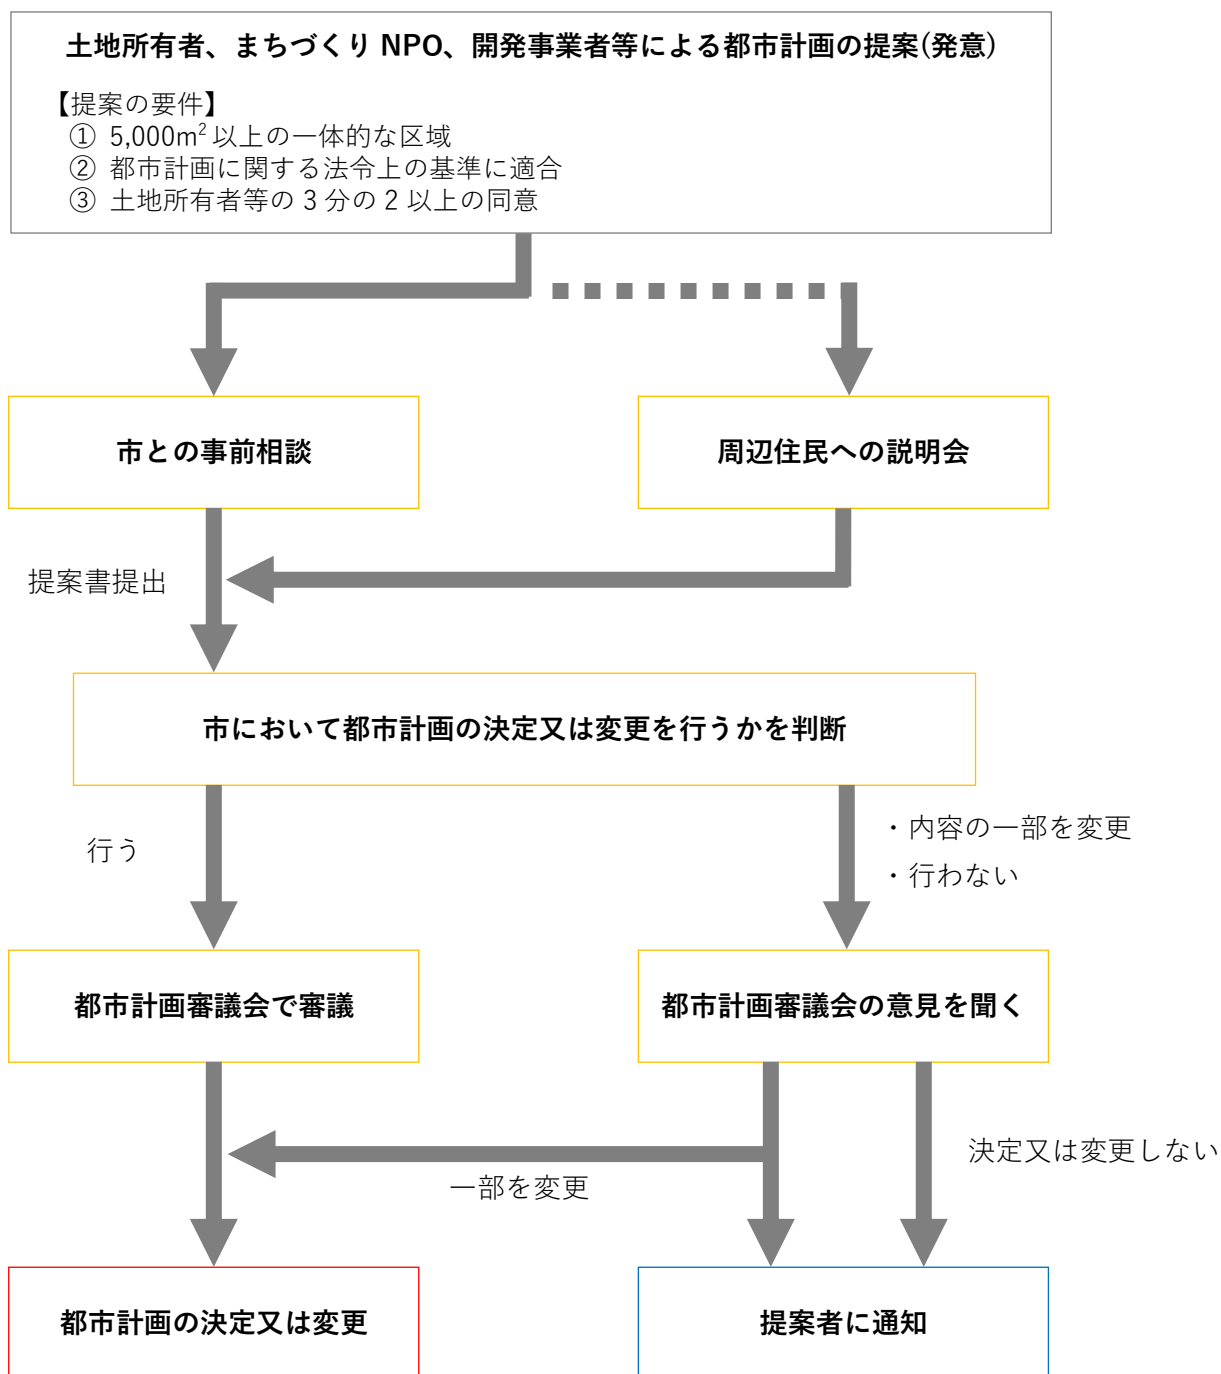 土地所有者、まちづくり NPO、開発事業者等による都市計画の提案(発意)
【提案の要件】
① 5,000m²以上の一体的な区域
② 都市計画に関する法令上の基準に適合
③ 土地所有者等の 3 分の 2 以上の同意
市との事前相談
周辺住民への説明会
提案書提出
市において都市計画の決定又は変更を行うかを判断
行う
・内容の一部を変更
・行わない
都市計画審議会で審議
都市計画審議会の意見を聞く
決定又は変更しない
一部を変更
都市計画の決定又は変更
提案者に通知